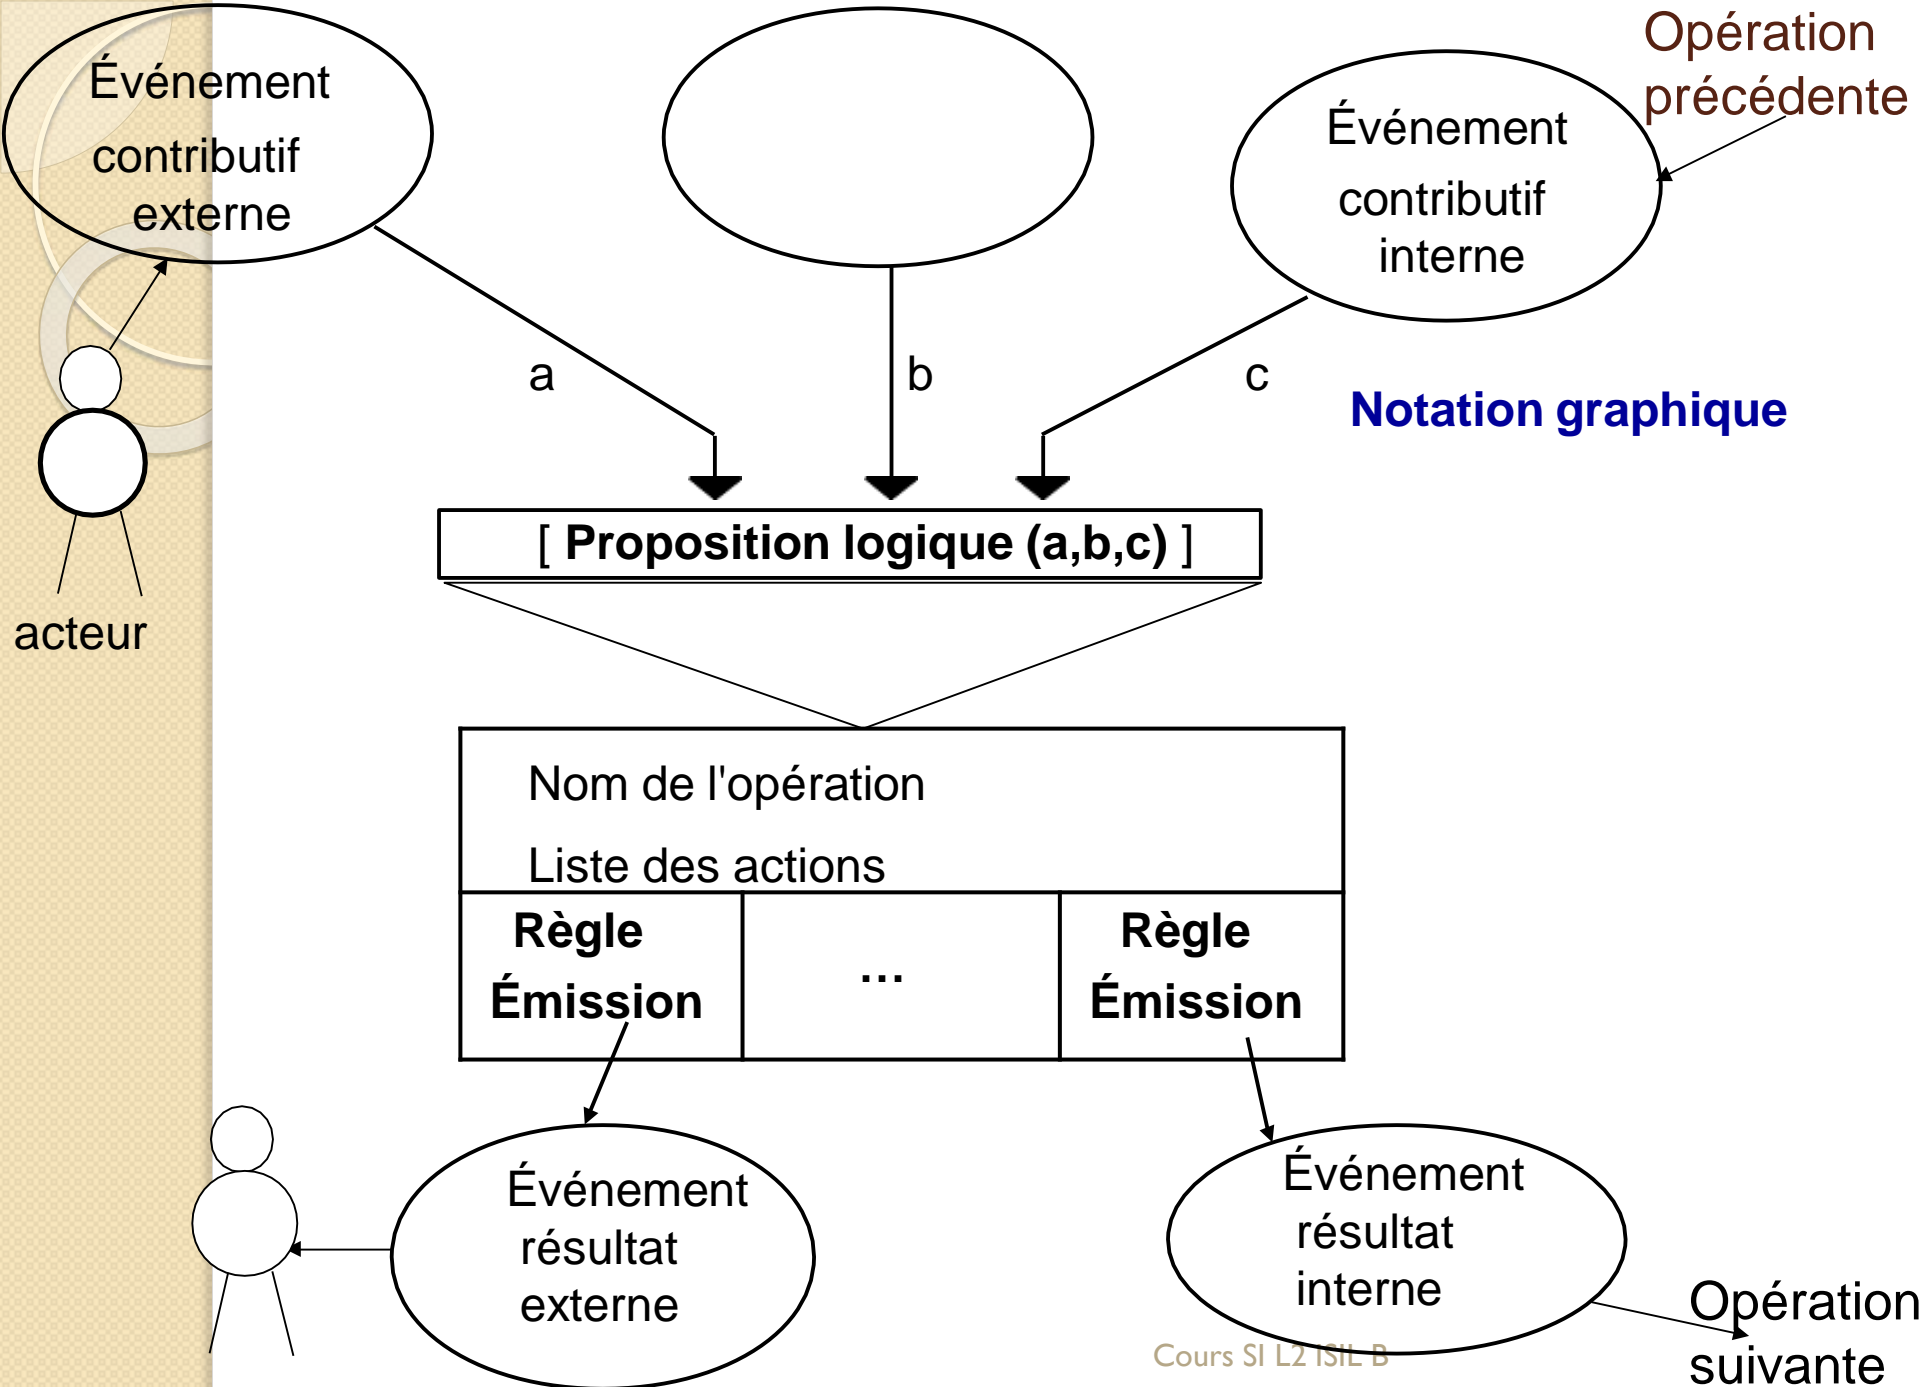 Opération
précédente
Événement
contributif
externe
Événement
contributif
interne
a
b
c
Notation graphique
[ Proposition logique (a,b,c) ]
acteur
Nom de l'opération
Liste des actions
Règle
Émission
...
Règle
Émission
Événement
résultat
externe
Événement
résultat
interne
Opération
suivante
Cours SI L2 ISIL B